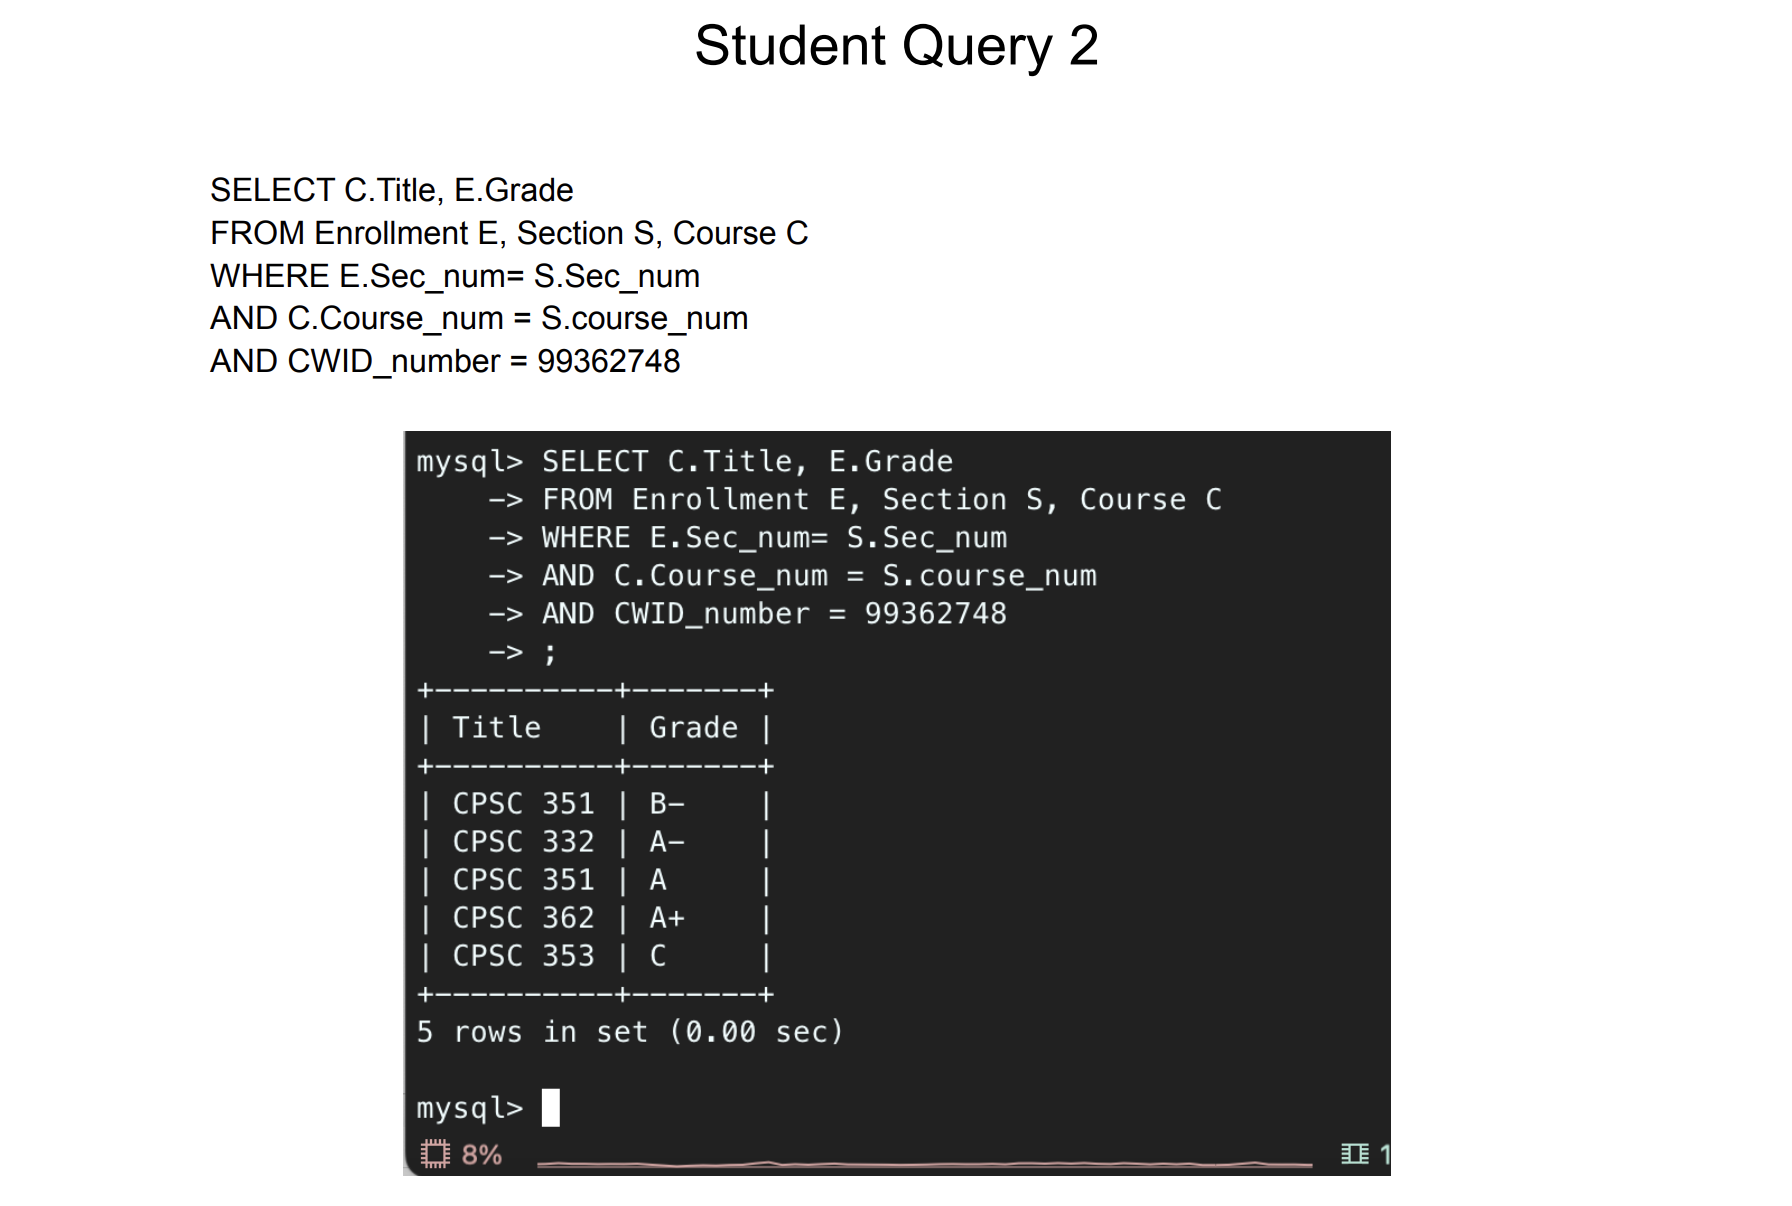 Student Query 2
SELECT C.Title, E.Grade
FROM Enrollment E, Section S, Course C
WHERE E.Sec_num= S.Sec_num
AND C.Course_num = S.course_num
AND CWID_number = 99362748
mysql> SELECT C.Title, E.Grade
    -> FROM Enrollment E, Section S, Course C
    -> WHERE E.Sec_num= S.Sec_num
    -> AND C.Course_num = S.course_num
    -> AND CWID_number = 99362748
    -> ;
+----------+-------+
| Title    | Grade |
+----------+-------+
| CPSC 351 | B-    |
| CPSC 332 | A-    |
| CPSC 351 | A     |
| CPSC 362 | A+    |
| CPSC 353 | C     |
+----------+-------+
5 rows in set (0.00 sec)
mysql>
8%